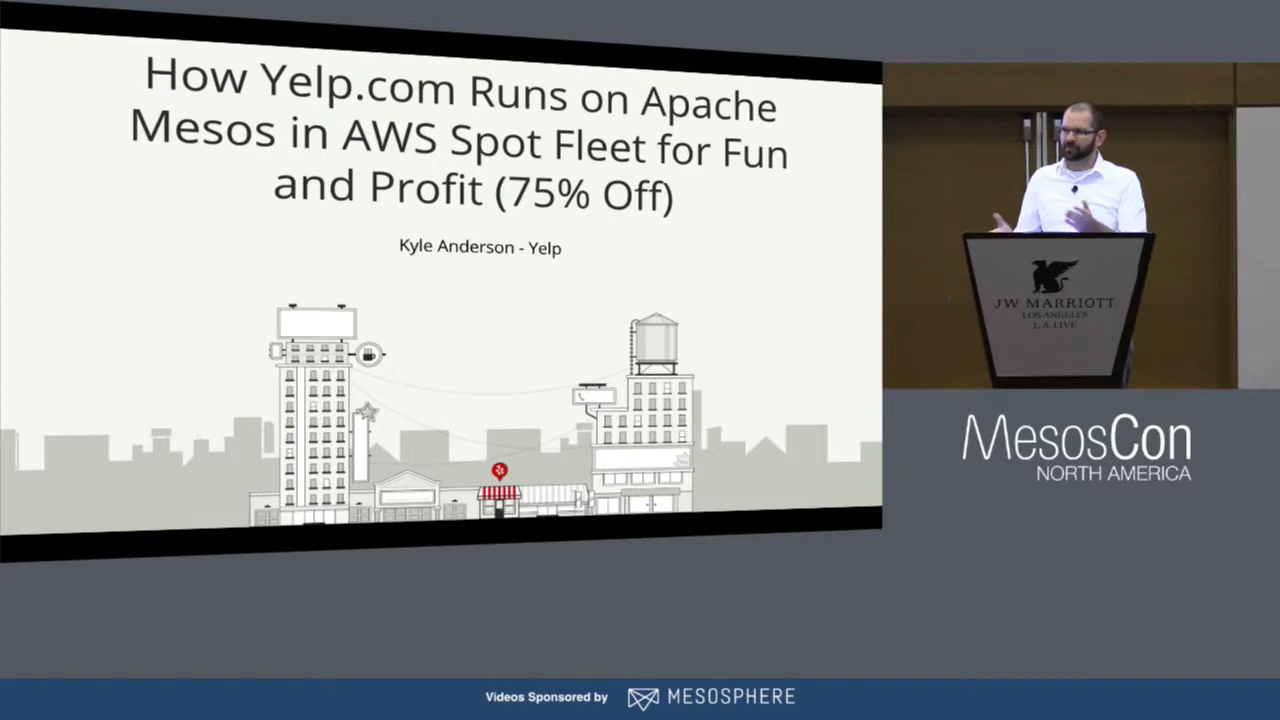 How Yelp.com Runs on Apache
Mesos in AWS Spot Fleet for Fun
and Profit (75% Off)
Kyle Anderson - Yelp
JW MARRIOTT
LOS ANGELES
L.A. LIVE
MesosCon
NORTH AMERICA
Videos Sponsored by MESOSPHERE